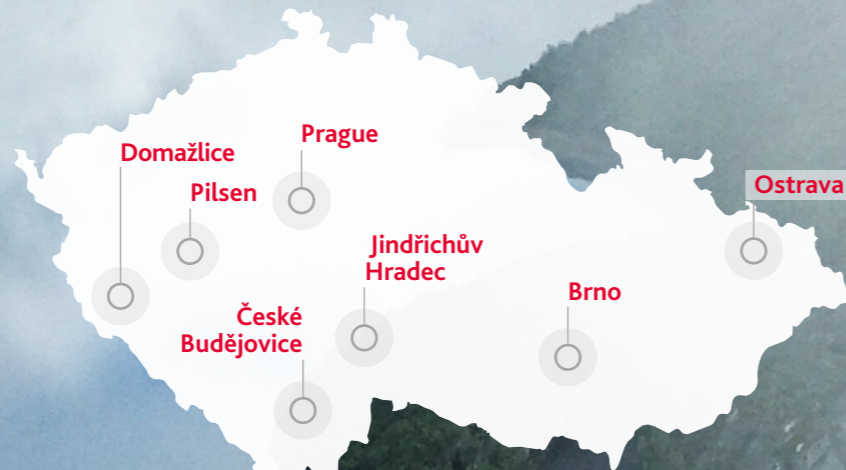 Prague
Domažlice
Pilsen
Ostrava
Jindřichův
Hradec
Brno
České
Budějovice